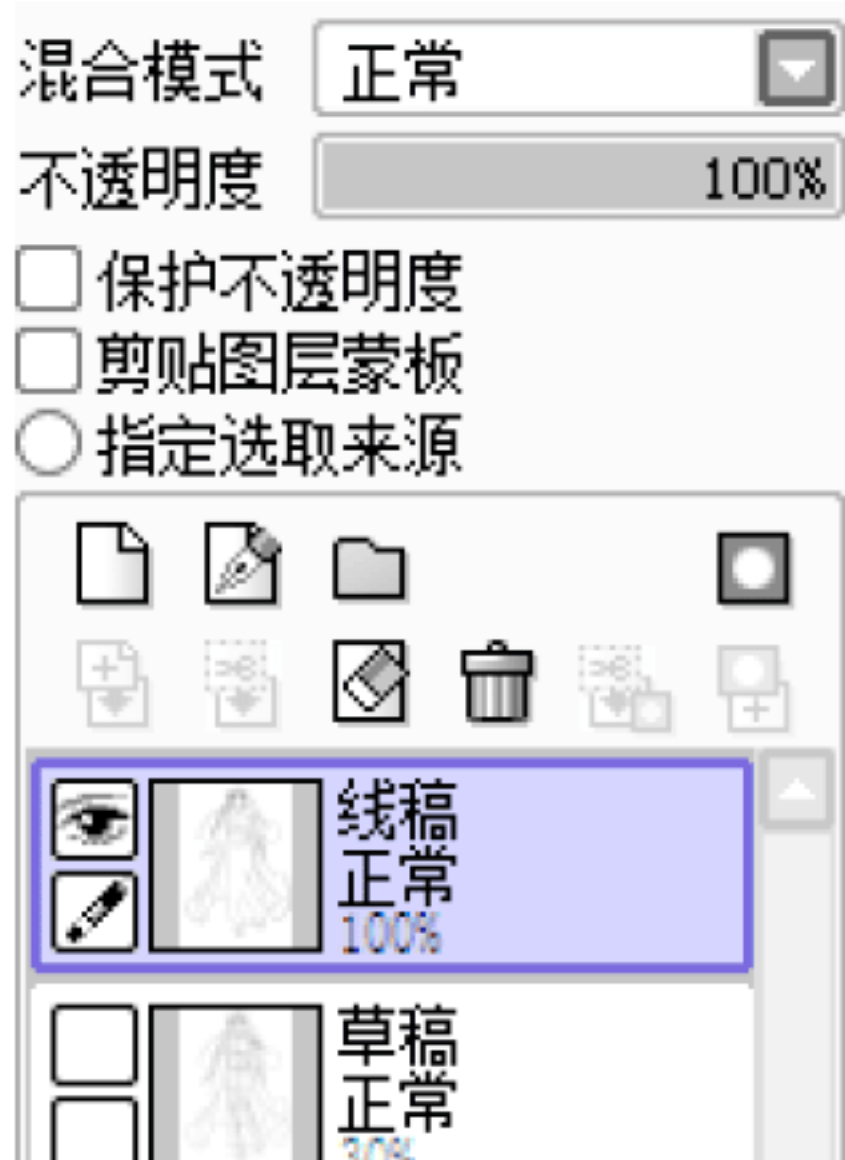 混合模式 正常
不透明度 100%
保护不透明度
剪贴图层蒙板
指定选取来源
线稿
正常
100%
草稿
正常
30%